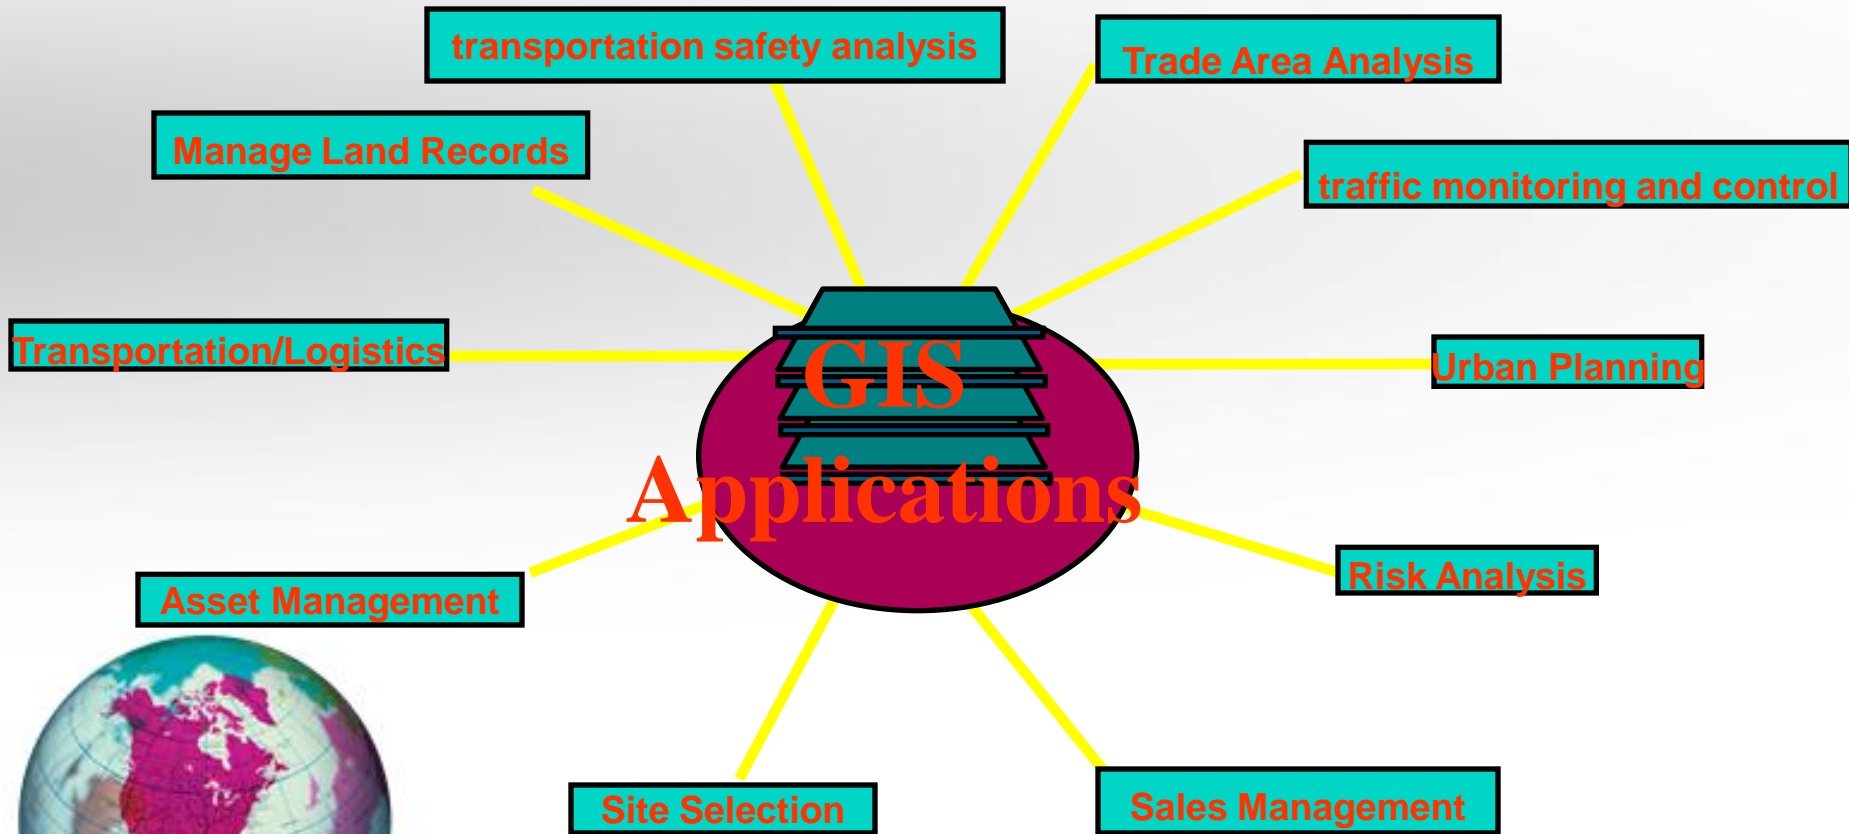 transportation safety analysis
Trade Area Analysis
Manage Land Records
traffic monitoring and control
Transportation/Logistics
GIS
Urban Planning
Applications
Asset Management
Risk Analysis
Site Selection
Sales Management